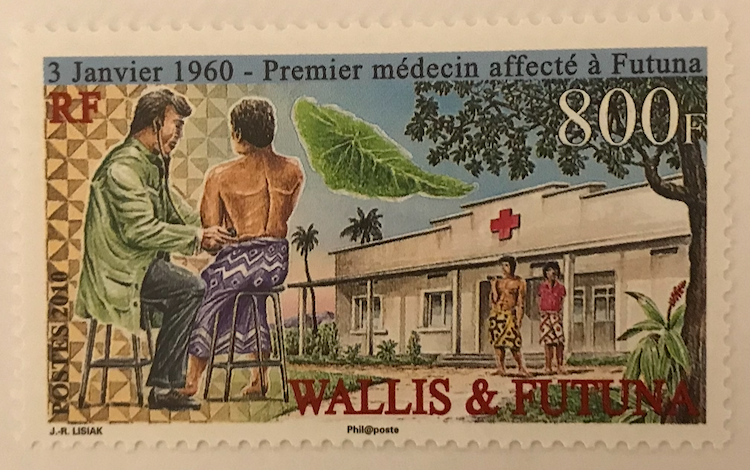 3 Janvier 1960 - Premier médecin affecté à Futuna
RF
800F
POSTES 2010
WALLIS & FUTUNA
J.-R. LISIAK
Phil@poste